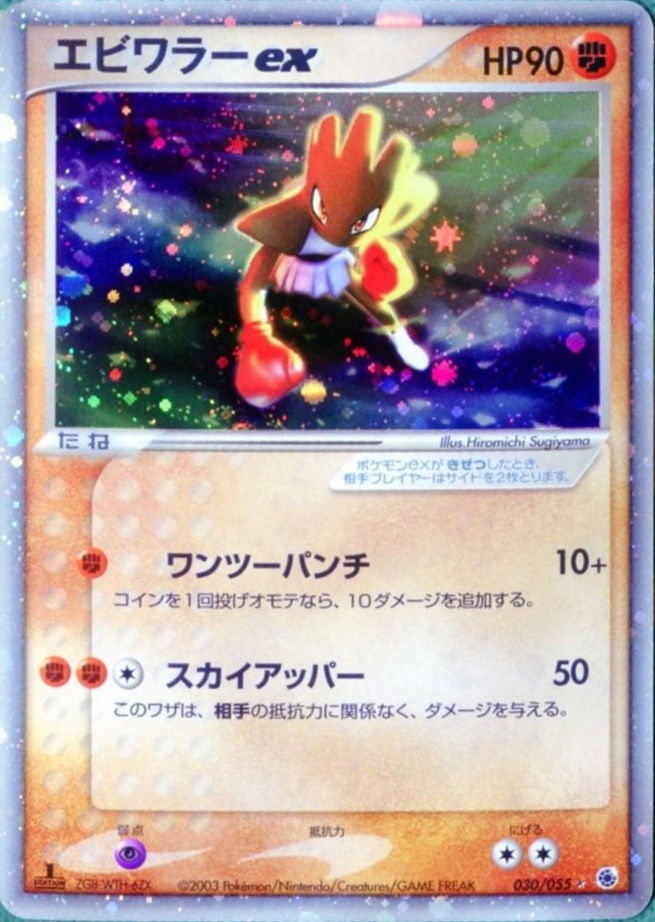 エビワラーex HP90
たね Illus.Hiromichi Sugiyama
ポケモンexが きぜつしたとき、
相手プレイヤーはサイドを2枚とります。
ワンツーパンチ 10+
コインを1回投げオモテなら、10ダメージを追加する。
スカイアッパー 50
このワザは、相手の抵抗力に関係なく、ダメージを与える。
弱点 抵抗力 にげる
1
EDITION ZG8-WTH-6ZX ©2003 Pokémon/Nintendo/Creatures/GAME FREAK 030/055